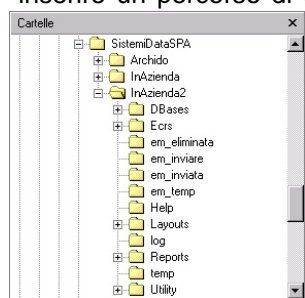 inserire un percorso di
Cartelle
SistemiDataSPA
Archido
InAzienda
InAzienda2
DBases
Ecrs
em_eliminata
em_inviare
em_inviata
em_temp
Help
Layouts
log
Reports
temp
Utility